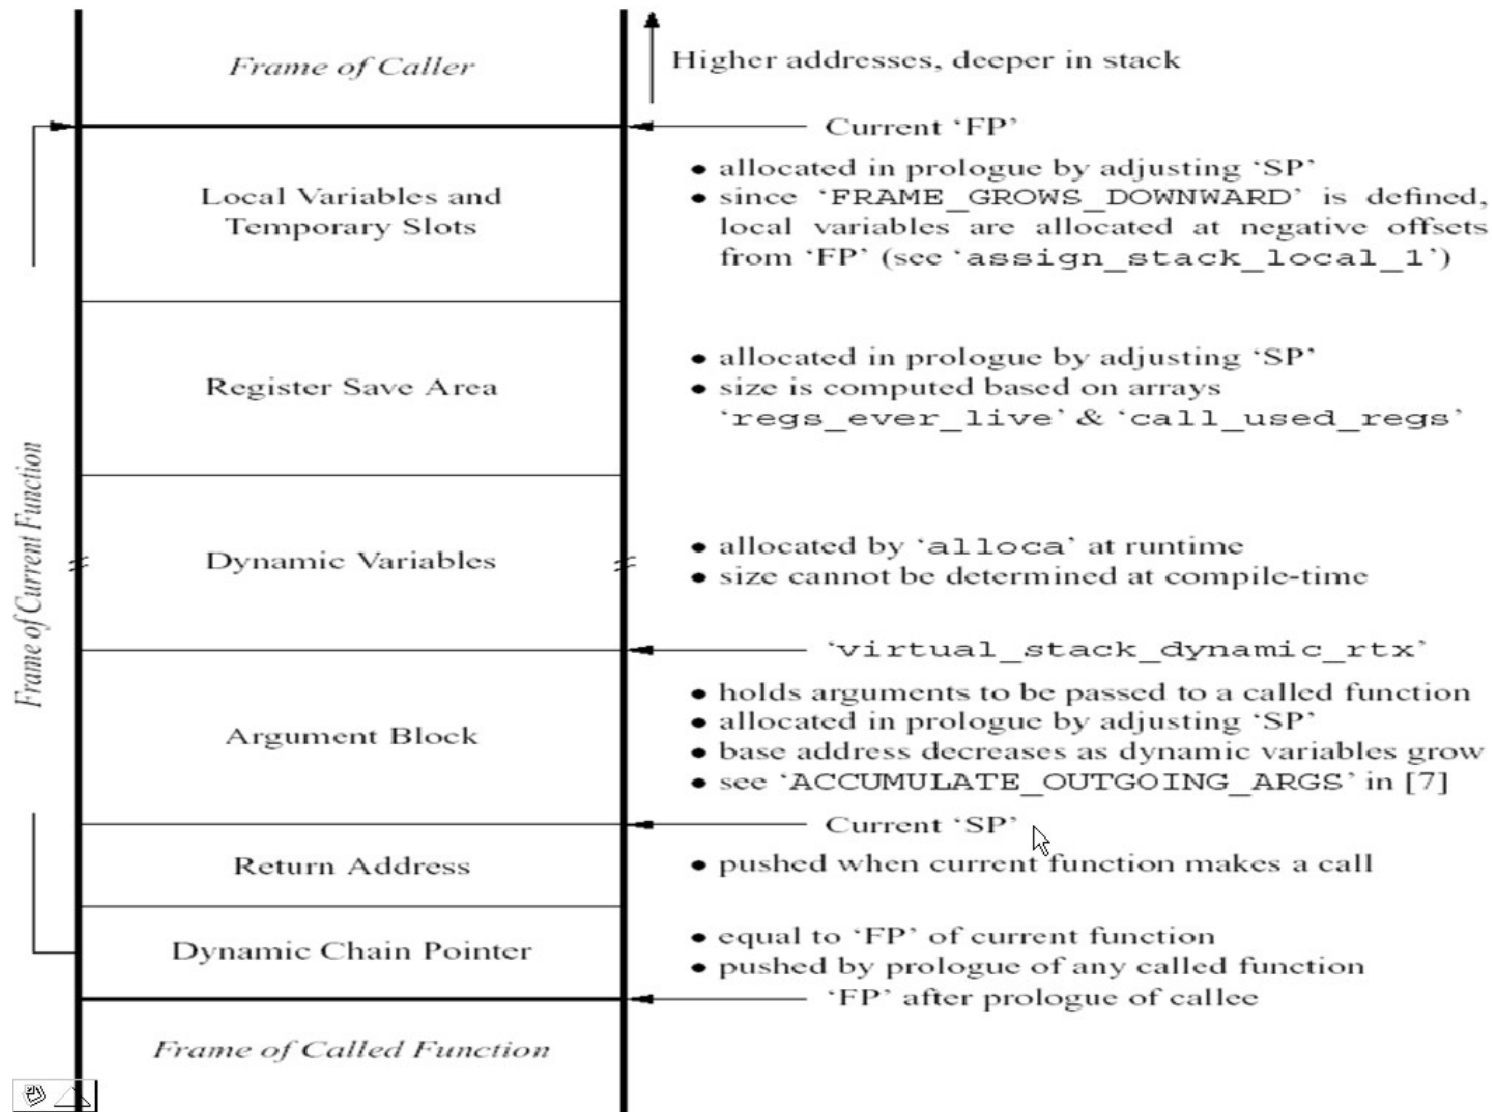 Frame of Caller
Higher addresses, deeper in stack
Current ‘FP’
Local Variables and
Temporary Slots
• allocated in prologue by adjusting ‘SP’
• since ‘FRAME_GROWS_DOWNWARD’ is defined,
local variables are allocated at negative offsets
from ‘FP’ (see ‘assign_stack_local_1’)
Register Save Area
• allocated in prologue by adjusting ‘SP’
• size is computed based on arrays
‘regs_ever_live’ & ‘call_used_regs’
Frame of Current Function
Dynamic Variables
• allocated by ‘alloca’ at runtime
• size cannot be determined at compile-time
‘virtual_stack_dynamic_rtx’
Argument Block
• holds arguments to be passed to a called function
• allocated in prologue by adjusting ‘SP’
• base address decreases as dynamic variables grow
• see ‘ACCUMULATE_OUTGOING_ARGS’ in [7]
Current ‘SP’
Return Address
• pushed when current function makes a call
Dynamic Chain Pointer
• equal to ‘FP’ of current function
• pushed by prologue of any called function
‘FP’ after prologue of callee
Frame of Called Function